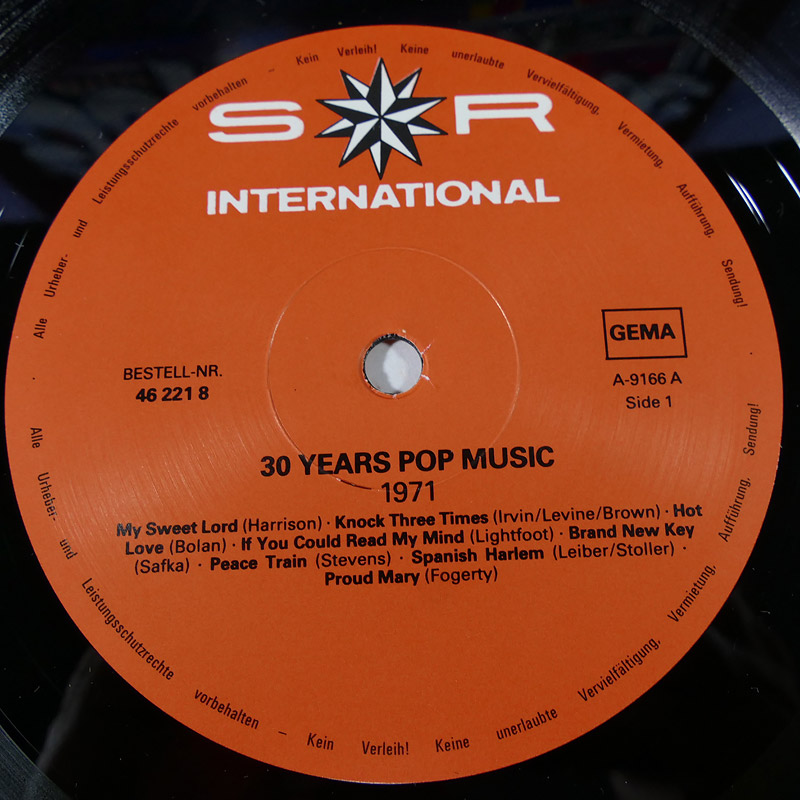 S R
INTERNATIONAL
GEMA
BESTELL-NR.
46 221 8
A-9166 A
Side 1
30 YEARS POP MUSIC
1971
My Sweet Lord (Harrison) · Knock Three Times (Irvin/Levine/Brown) · Hot
Love (Bolan) · If You Could Read My Mind (Lightfoot) · Brand New Key
(Safka) · Peace Train (Stevens) · Spanish Harlem (Leiber/Stoller) ·
Proud Mary (Fogerty)
Alle Urheber- und Leistungsschutzrechte vorbehalten – Kein Verleih! Keine unerlaubte Vervielfältigung, Vermietung, Aufführung, Sendung!
Alle Urheber- und Leistungsschutzrechte vorbehalten – Kein Verleih! Keine unerlaubte Vervielfältigung, Vermietung, Aufführung, Sendung!